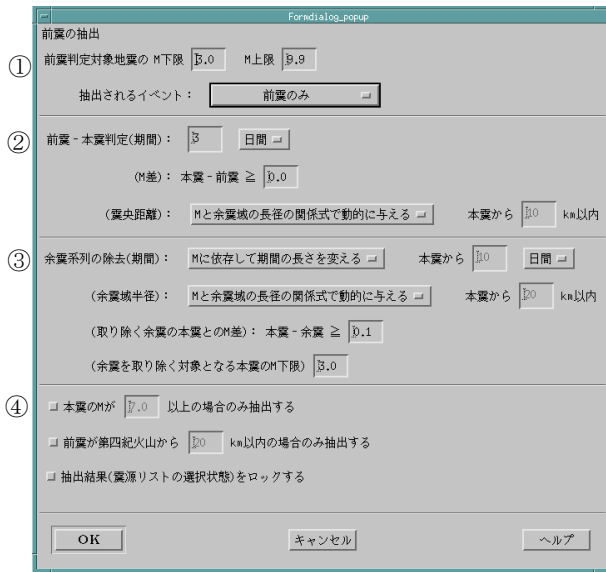 Formdialog_popup
前震の抽出
① 前震判定対象地震の M下限 3.0 M上限 9.9
抽出されるイベント： 前震のみ
② 前震‐本震判定(期間)： 3 日間
(M差)： 本震‐前震 ≧ 0.0
(震央距離)： Mと余震域の長径の関係式で動的に与える 本震から 10 km以内
③ 余震系列の除去(期間)： Mに依存して期間の長さを変える 本震から 10 日間
(余震域半径)： Mと余震域の長径の関係式で動的に与える 本震から 20 km以内
(取り除く余震の本震とのM差)： 本震‐余震 ≧ 0.1
(余震を取り除く対象となる本震のM下限) 3.0
④ 本震のMが 7.0 以上の場合のみ抽出する
前震が第四紀火山から 20 km以内の場合のみ抽出する
抽出結果(震源リストの選択状態)をロックする
OK キャンセル ヘルプ